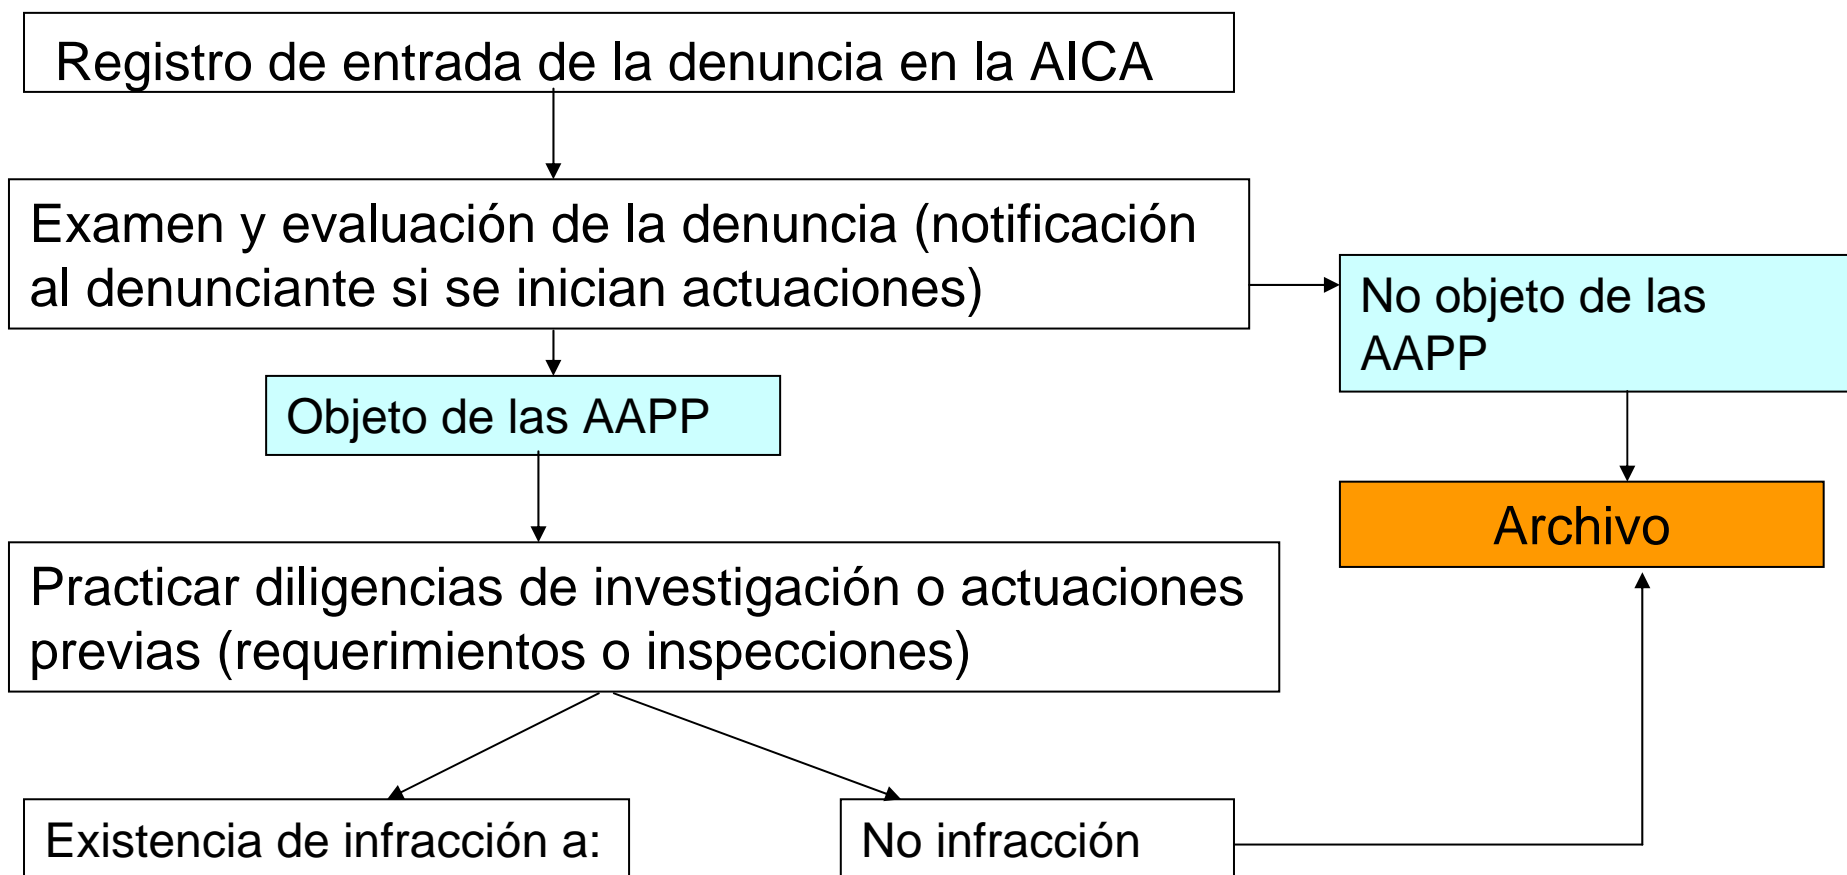 Registro de entrada de la denuncia en la AICA
Examen y evaluación de la denuncia (notificación
al denunciante si se inician actuaciones)
No objeto de las
AAPP
Objeto de las AAPP
Archivo
Practicar diligencias de investigación o actuaciones
previas (requerimientos o inspecciones)
Existencia de infracción a:
No infracción